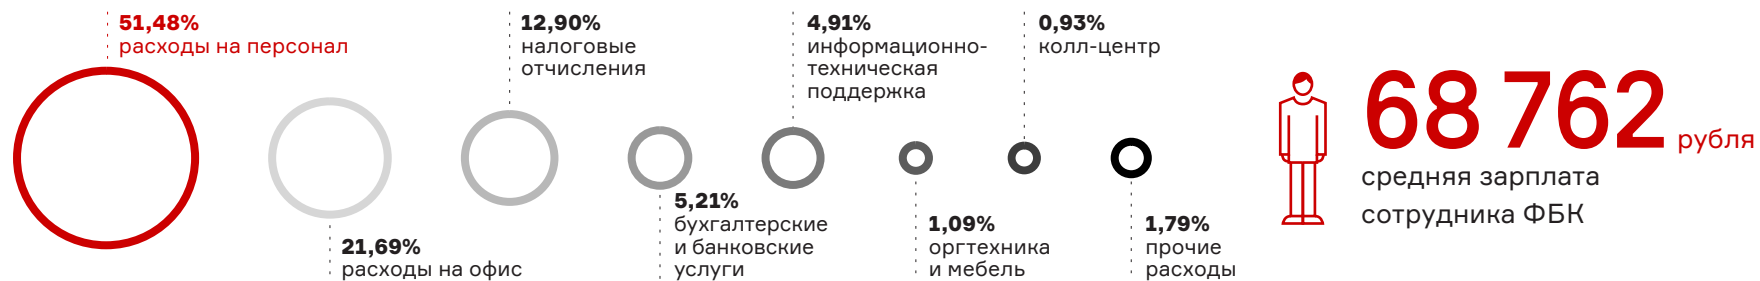 51,48%
расходы на персонал
21,69%
расходы на офис
12,90%
налоговые
отчисления
5,21%
бухгалтерские
и банковские
услуги
4,91%
информационно-
техническая
поддержка
1,09%
оргтехника
и мебель
0,93%
колл-центр
1,79%
прочие
расходы
68 762 рубля
средняя зарплата
сотрудника ФБК